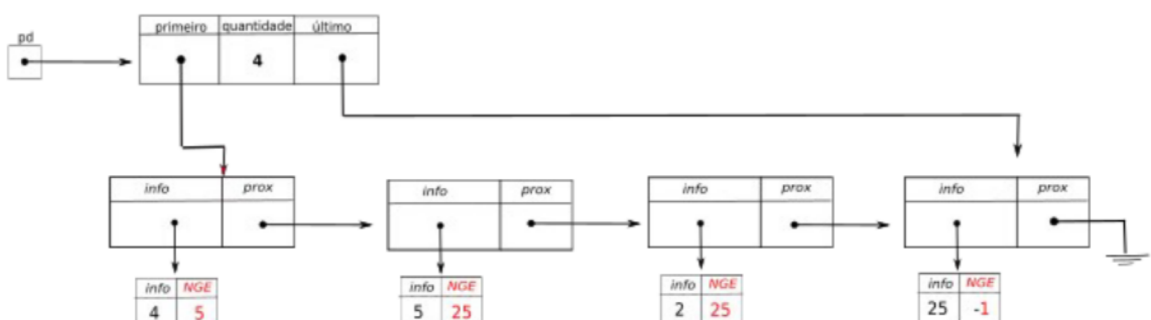 primeiro quantidade último
pd
4
info prox info prox info prox info prox
info NGE info NGE info NGE info NGE
4 5 5 25 2 25 25 -1